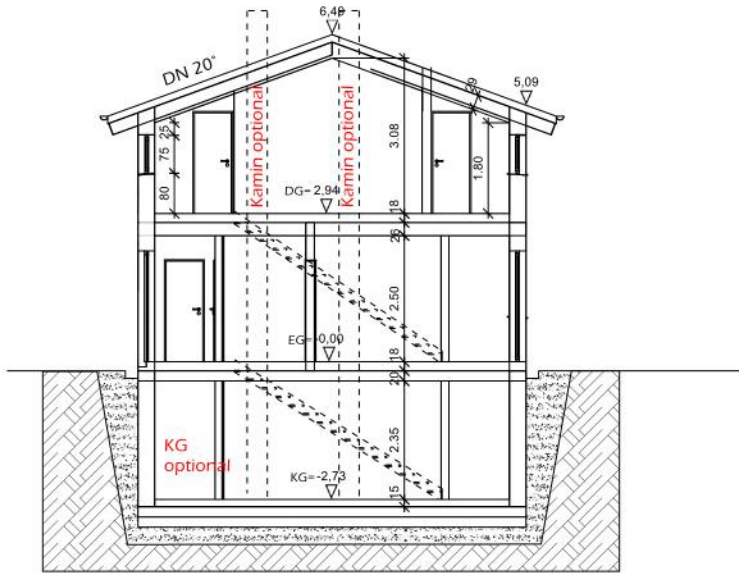 6,49
DN 20°
5,09
29
Kamin optional
Kamin optional
25
75
80
3.08
1.80
DG= 2,94
18
26
2.50
EG=-0,00
18
20
KG
optional
2.35
KG=-2,73
15